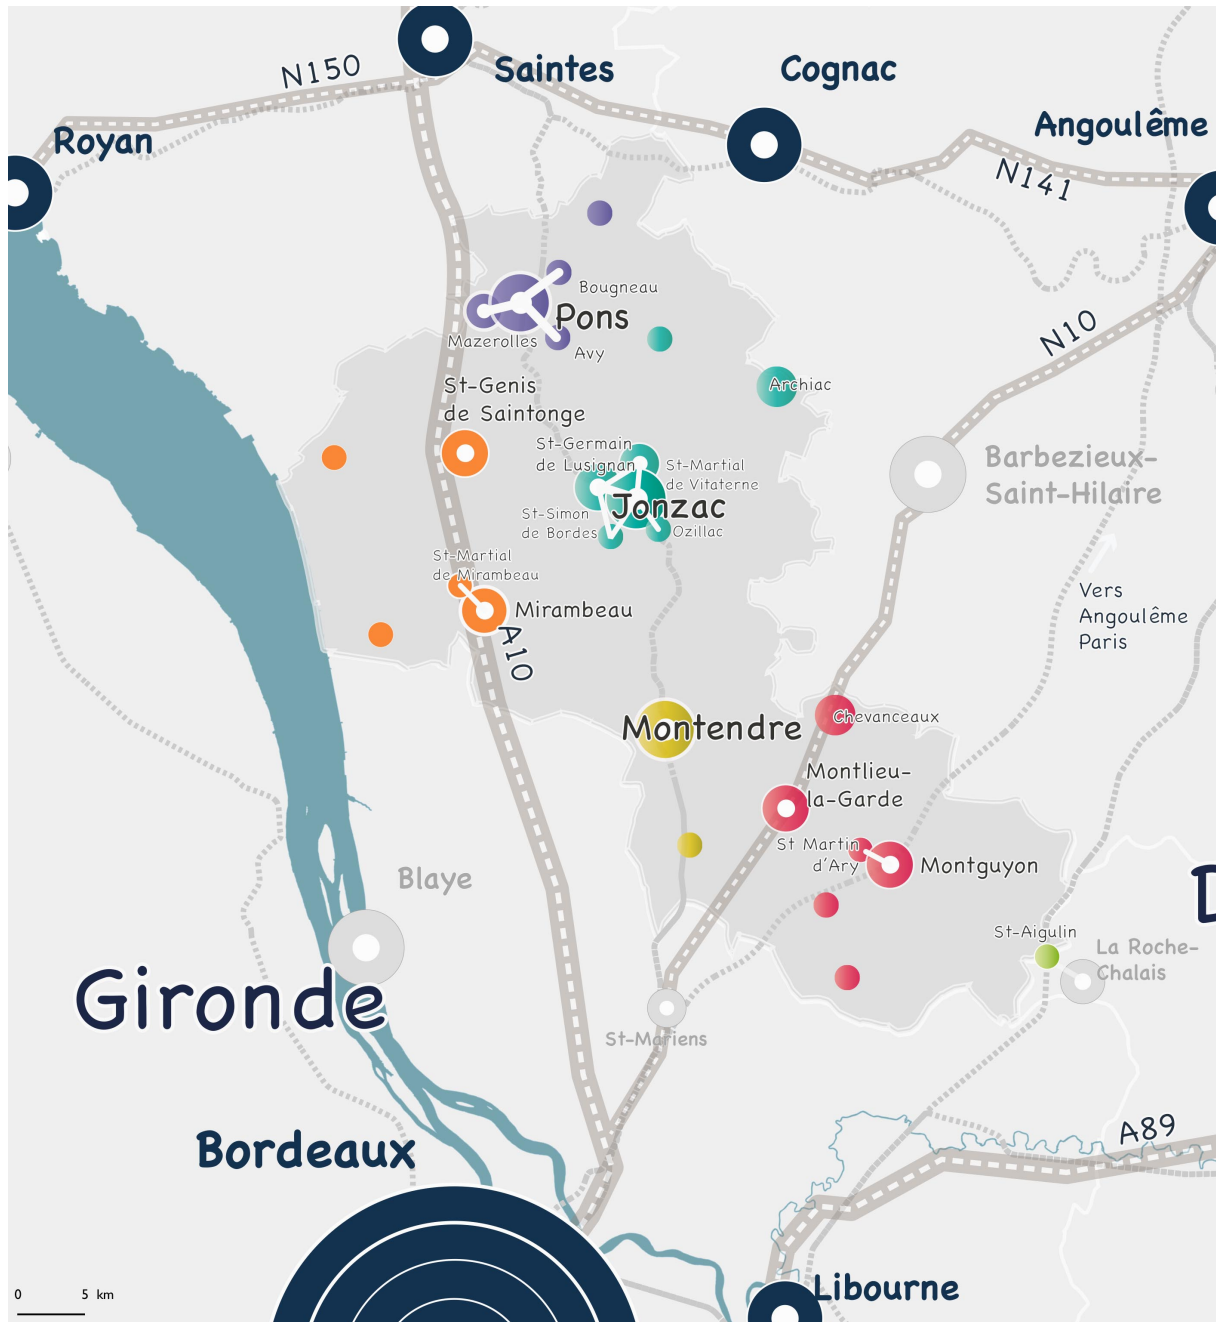 N150
Saintes
Cognac
Royan
Angoulême
N141
Bougneau
Pons
Mazerolles
Avy
N10
St-Genis
de Saintonge
Archiac
St-Germain
de Lusignan
St-Martial
de Vitaterne
Jonzac
St-Simon
de Bordes
Ozillac
Barbezieux-
Saint-Hilaire
St-Martial
de Mirambeau
Mirambeau
A10
Vers
Angoulême
Paris
Montendre
Chevanceaux
Montlieu-
la-Garde
St Martin
d'Ary
Montguyon
Blaye
D
St-Aigulin
La Roche-
Chalais
Gironde
St-Mariens
A89
Bordeaux
Libourne
0 5 km